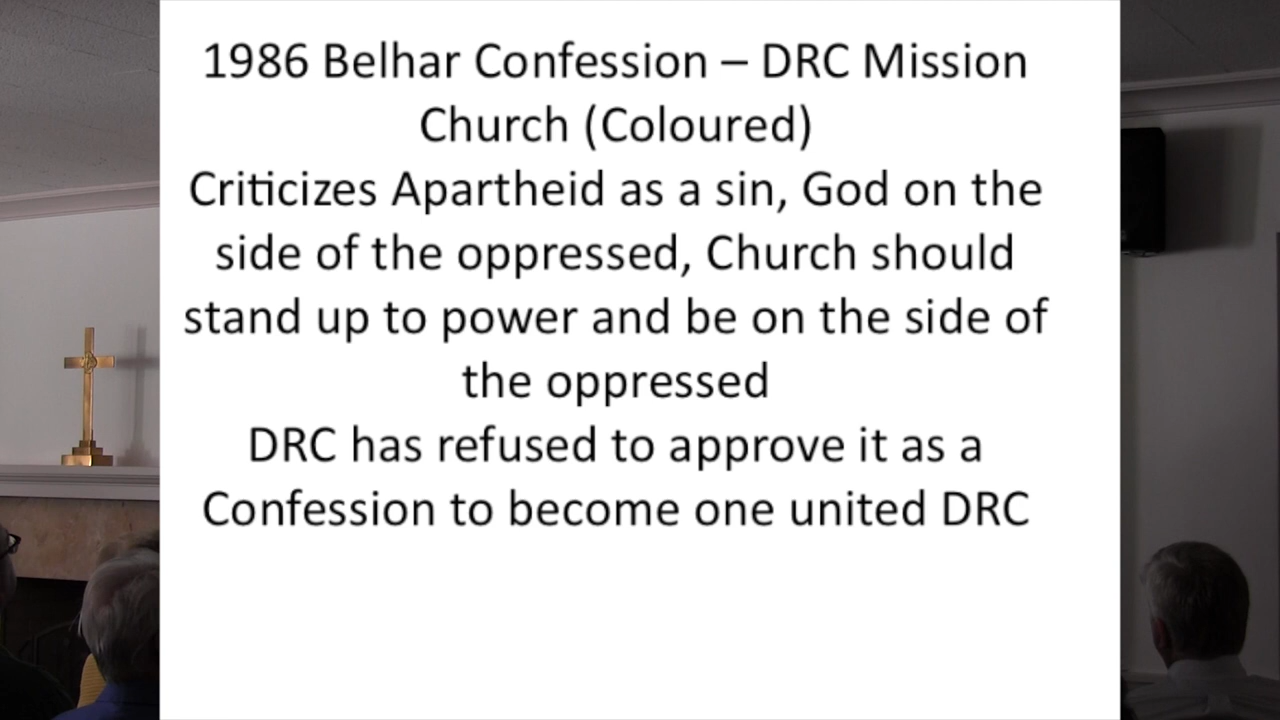 1986 Belhar Confession – DRC Mission
Church (Coloured)
Criticizes Apartheid as a sin, God on the
side of the oppressed, Church should
stand up to power and be on the side of
the oppressed
DRC has refused to approve it as a
Confession to become one united DRC